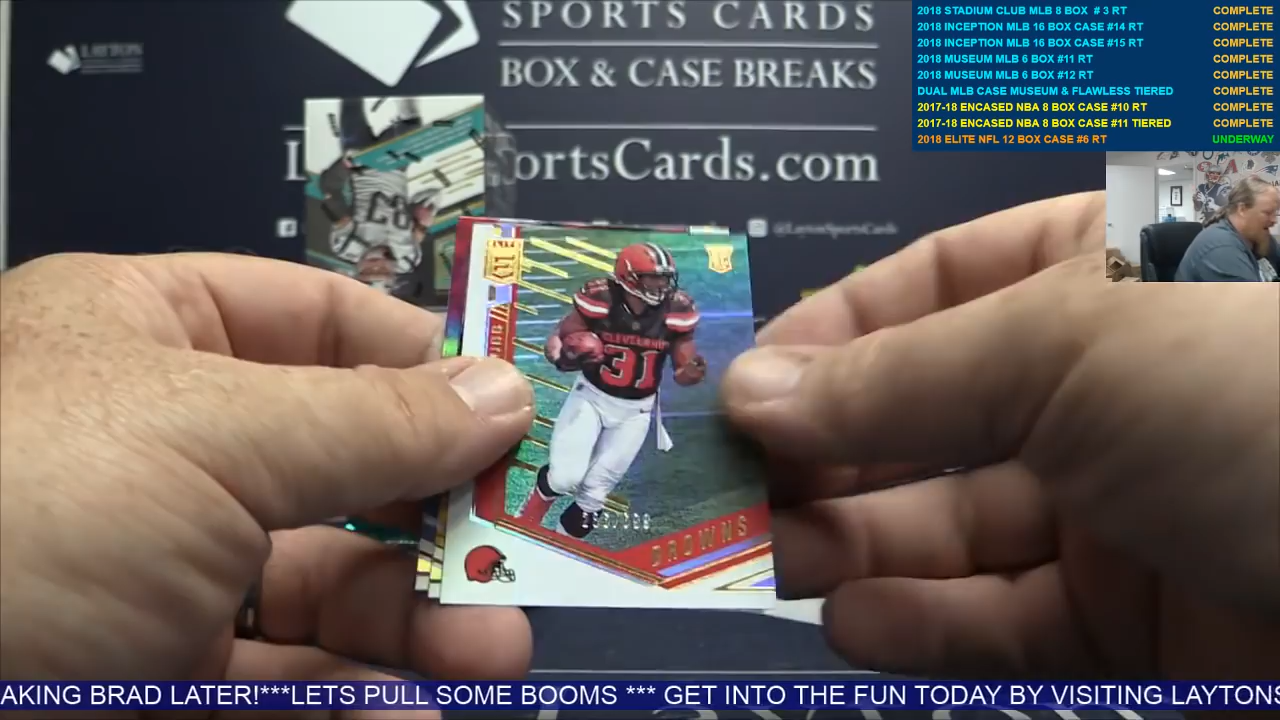 SPORTS CARDS
BOX & CASE BREAKS
ortsCards.com
@LaytonSportsCards
LAYTON
2018 STADIUM CLUB MLB 8 BOX # 3 RT COMPLETE
2018 INCEPTION MLB 16 BOX CASE #14 RT COMPLETE
2018 INCEPTION MLB 16 BOX CASE #15 RT COMPLETE
2018 MUSEUM MLB 6 BOX #11 RT COMPLETE
2018 MUSEUM MLB 6 BOX #12 RT COMPLETE
DUAL MLB CASE MUSEUM & FLAWLESS TIERED COMPLETE
2017-18 ENCASED NBA 8 BOX CASE #10 RT COMPLETE
2017-18 ENCASED NBA 8 BOX CASE #11 TIERED COMPLETE
2018 ELITE NFL 12 BOX CASE #6 RT UNDERWAY
CLEVELAND
31
BROWNS
AKING BRAD LATER!***LETS PULL SOME BOOMS *** GET INTO THE FUN TODAY BY VISITING LAYTONS